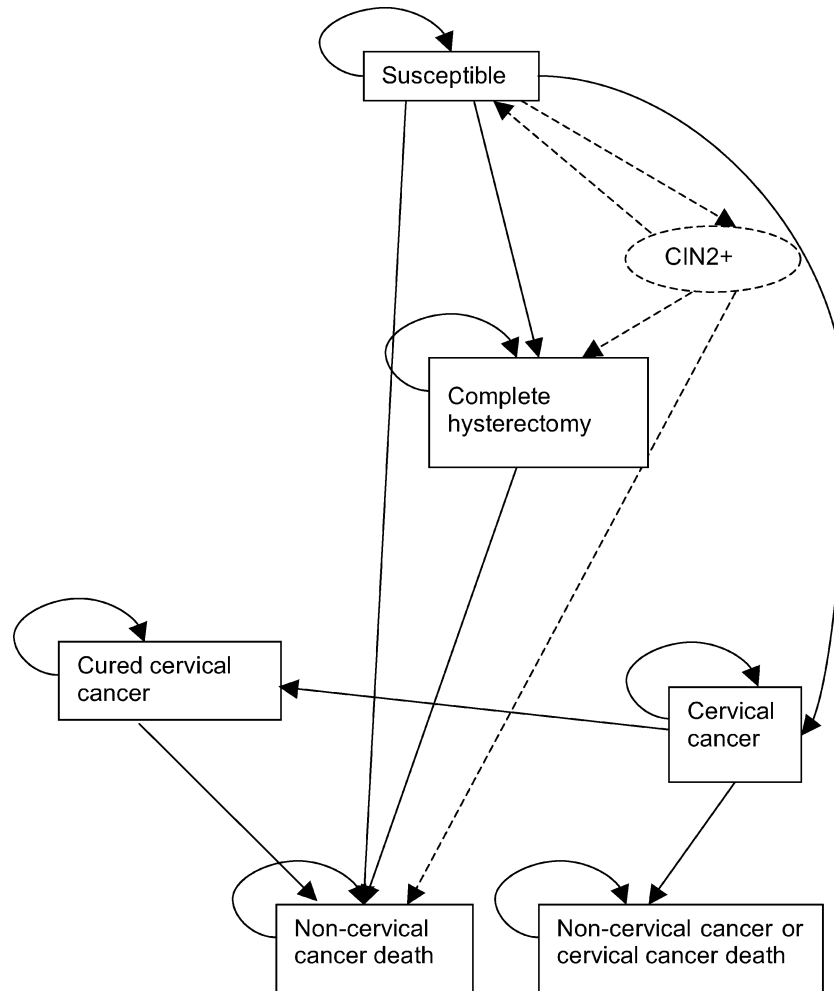 Susceptible
CIN2+
Complete
hysterectomy
Cured cervical
cancer
Cervical
cancer
Non-cervical
cancer death
Non-cervical cancer or
cervical cancer death